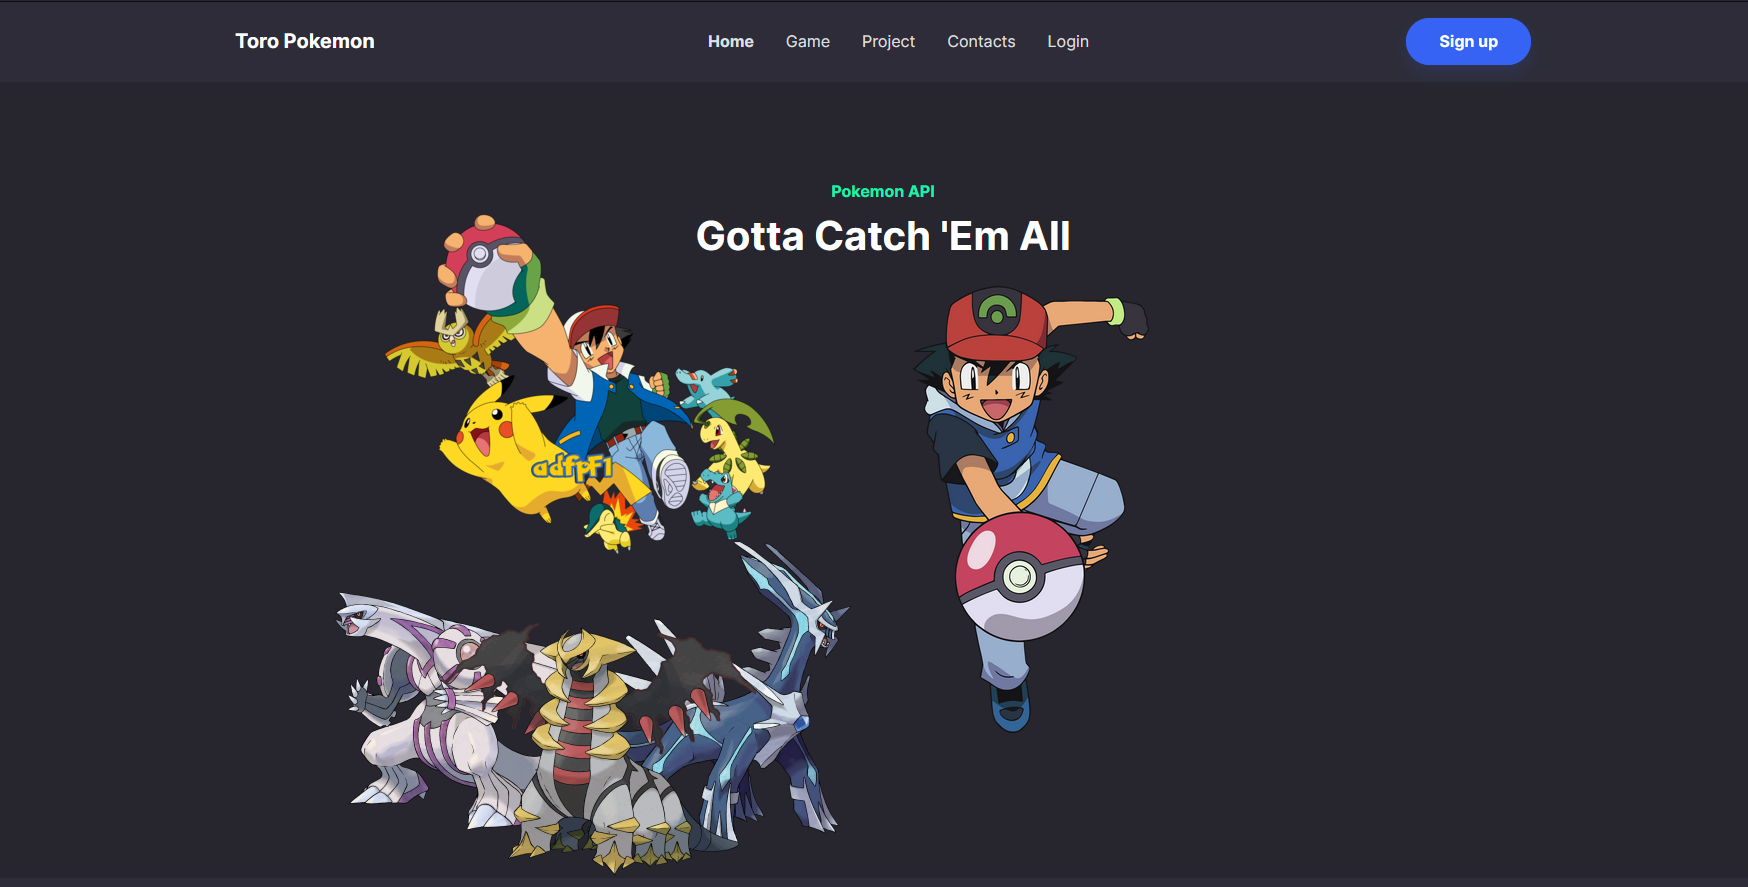 Toro Pokemon
Home Game Project Contacts Login
Sign up
Pokemon API
Gotta Catch 'Em All
adfpF1